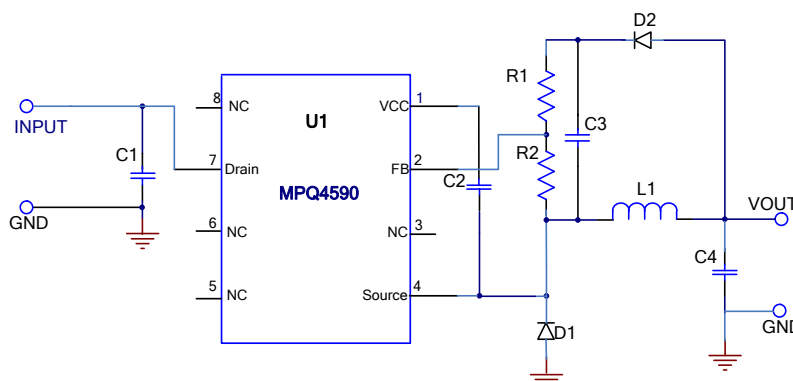 D2
R1
8
NC
U1
VCC
1
INPUT
C1
C3
R2
7
Drain
FB
2
C2
MPQ4590
L1
VOUT
GND
6
NC
NC
3
C4
5
NC
Source
4
D1
GND